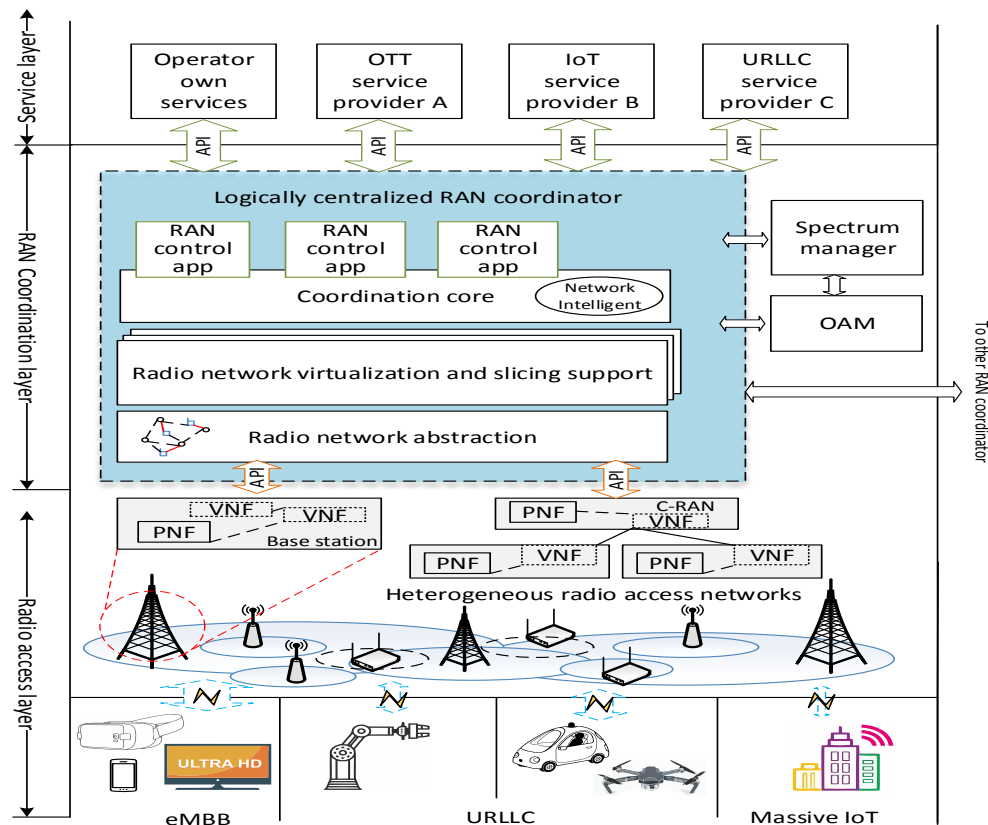 Service layer
Operator
own
services
OTT
service
provider A
IoT
service
provider B
URLLC
service
provider C
API
API
API
API
RAN Coordination layer
Logically centralized RAN coordinator
RAN
control
app
RAN
control
app
RAN
control
app
Coordination core
Network
Intelligent
Radio network virtualization and slicing support
Radio network abstraction
Spectrum
manager
OAM
To other RAN coordinator
API
API
Radio access layer
VNF
VNF
PNF
Base station
PNF
C-RAN
VNF
PNF
VNF
PNF
VNF
Heterogeneous radio access networks
ULTRA HD
eMBB
URLLC
Massive IoT